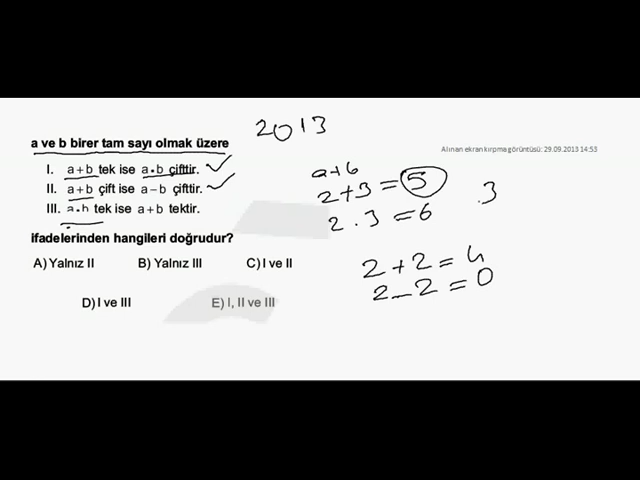 2013
a ve b birer tam sayı olmak üzere
Alınan ekran kırpma görüntüsü: 29.09.2013 14:53
I. a+b tek ise a•b çifttir.
II. a+b çift ise a–b çifttir.
III. a•b tek ise a+b tektir.
ifadelerinden hangileri doğrudur?
A) Yalnız II B) Yalnız III C) I ve II
D) I ve III E) I, II ve III
a+b
2+3=5
2.3=6
.3
2+2=4
2-2=0